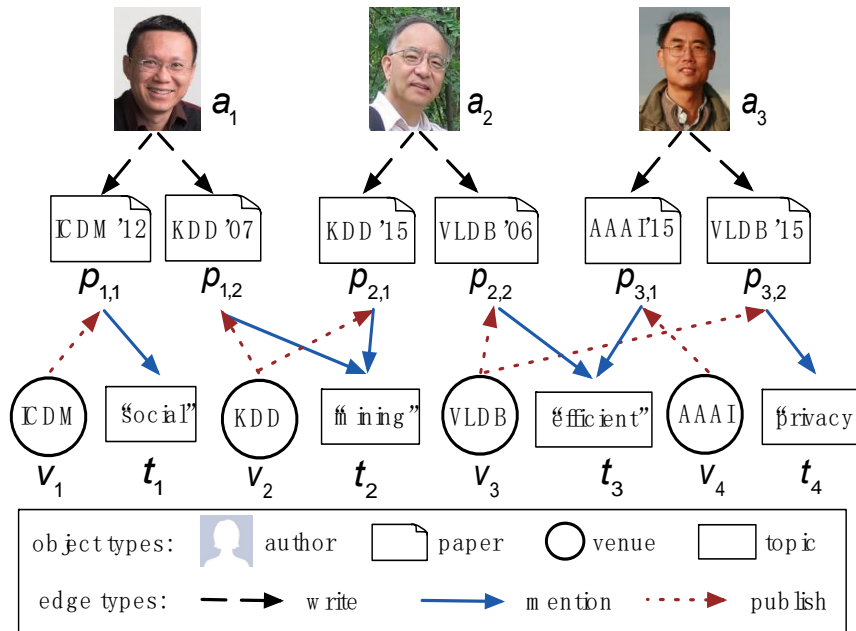 a1 a2 a3
ICDM '12 KDD '07 KDD '15 VLDB '06 AAAI'15 VLDB '15
p1,1 p1,2 p2,1 p2,2 p3,1 p3,2
ICDM "social" KDD "mining" VLDB "efficient" AAAI "privacy
v1 t1 v2 t2 v3 t3 v4 t4
object types: author paper venue topic
edge types: write mention publish